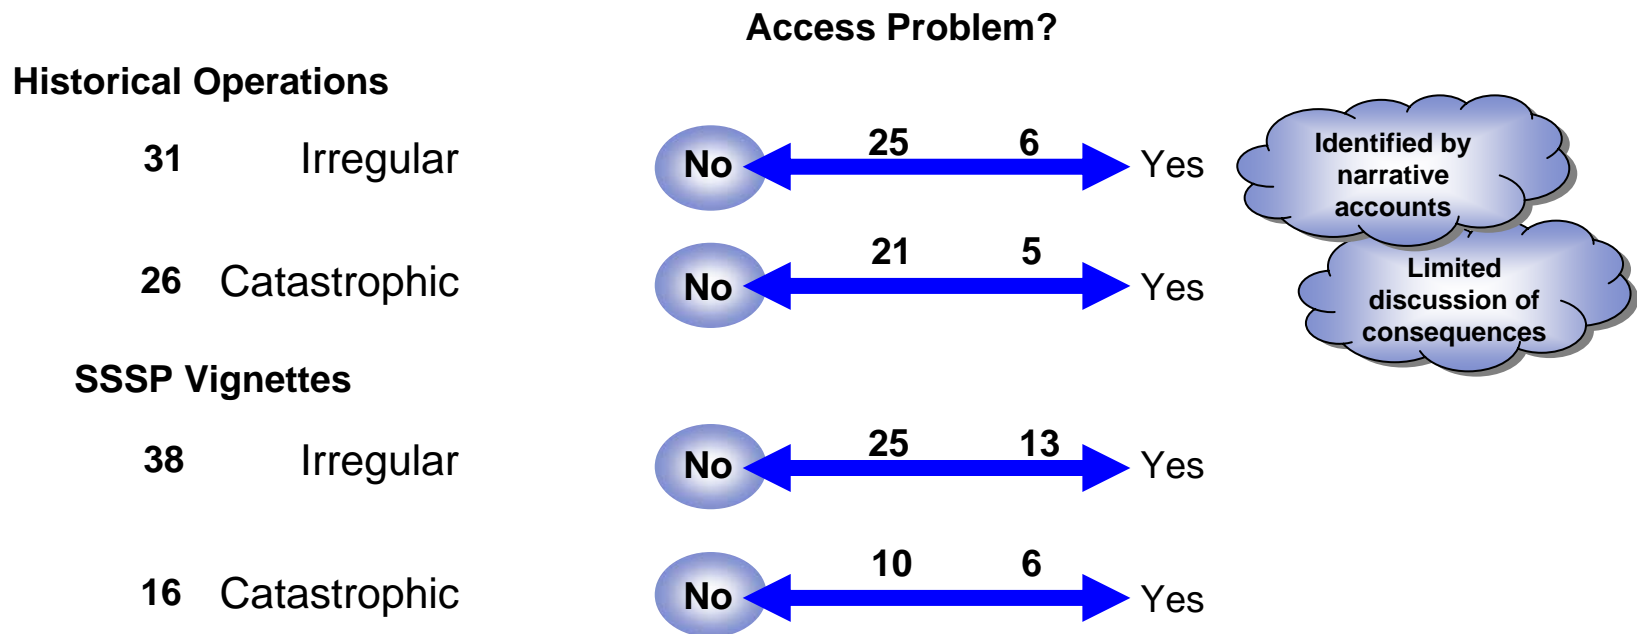 Access Problem?
Historical Operations
31 Irregular No 25 6 Yes
Identified by
narrative
accounts
26 Catastrophic No 21 5 Yes
Limited
discussion of
consequences
SSSP Vignettes
38 Irregular No 25 13 Yes
16 Catastrophic No 10 6 Yes